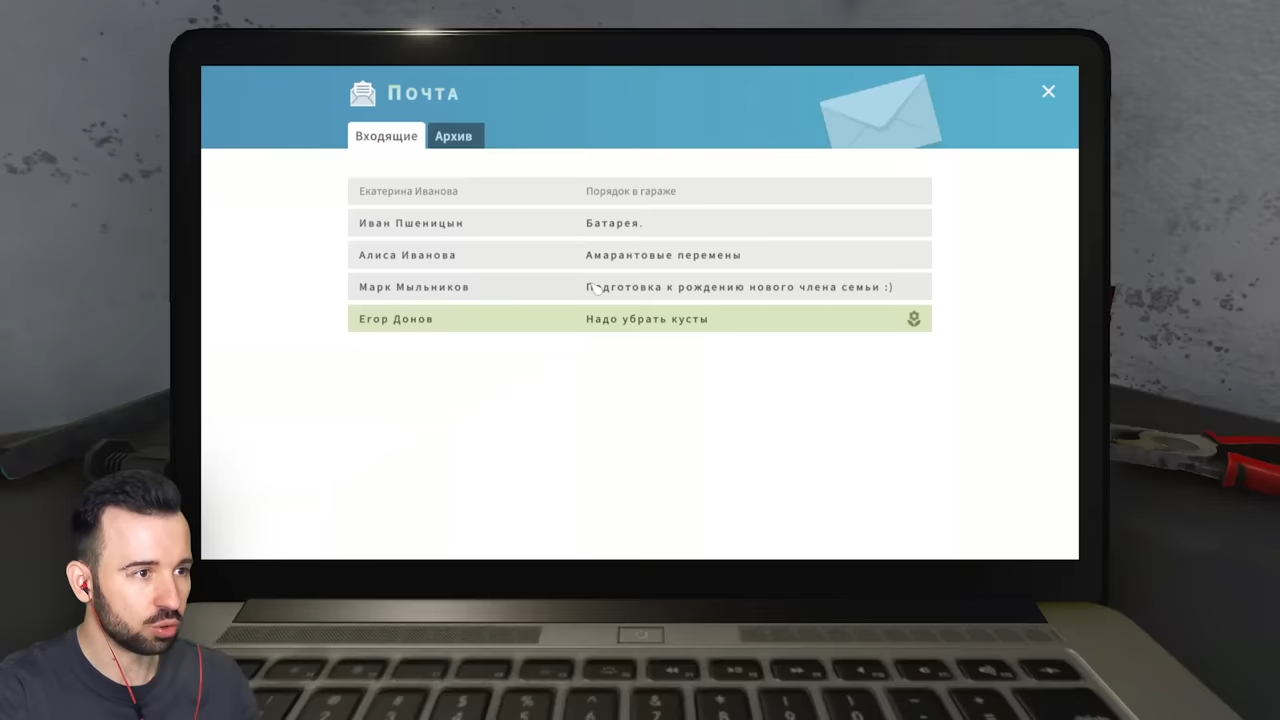 Почта
Входящие Архив
Екатерина Иванова Порядок в гараже
Иван Пшеницын Батарея.
Алиса Иванова Амарантовые перемены
Марк Мыльников Подготовка к рождению нового члена семьи :)
Егор Донов Надо убрать кусты